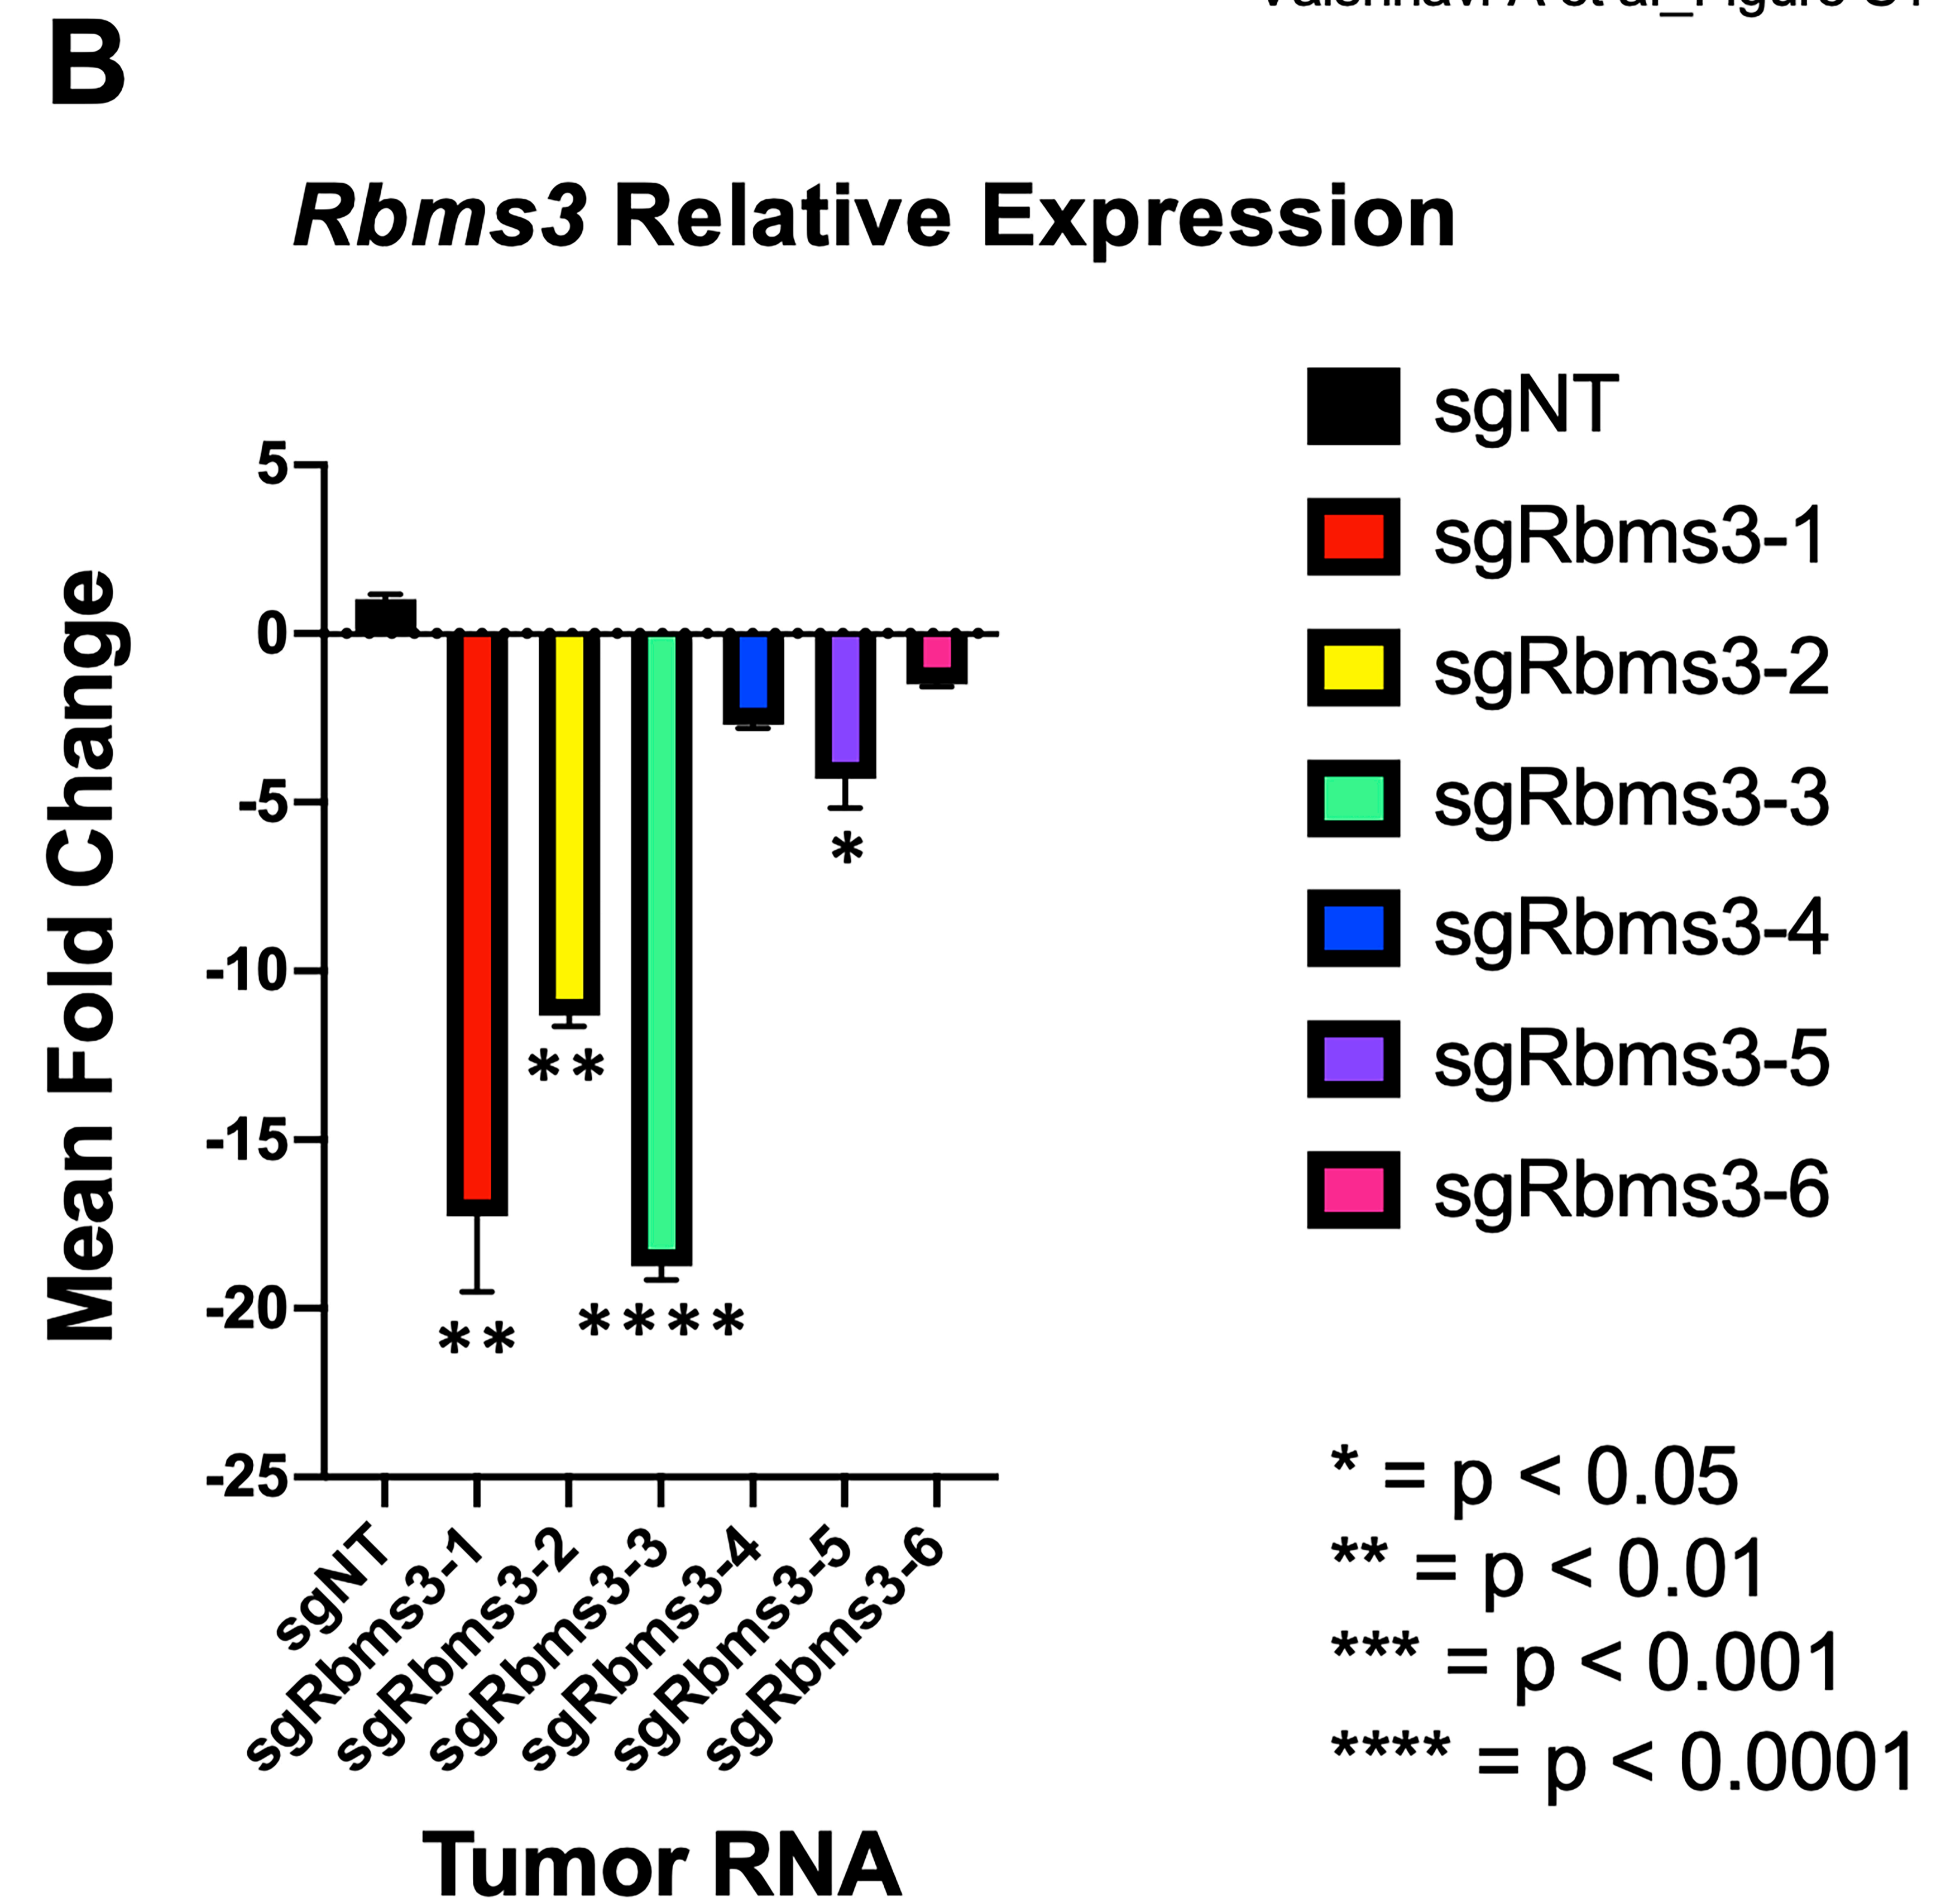 B
Rbms3 Relative Expression
Mean Fold Change
5
0
-5
-10
-15
-20
-25
*
**
**
****
sgNT
sgRbms3-1
sgRbms3-2
sgRbms3-3
sgRbms3-4
sgRbms3-5
sgRbms3-6
Tumor RNA
sgNT
sgRbms3-1
sgRbms3-2
sgRbms3-3
sgRbms3-4
sgRbms3-5
sgRbms3-6
* = p < 0.05
** = p < 0.01
*** = p < 0.001
**** = p < 0.0001